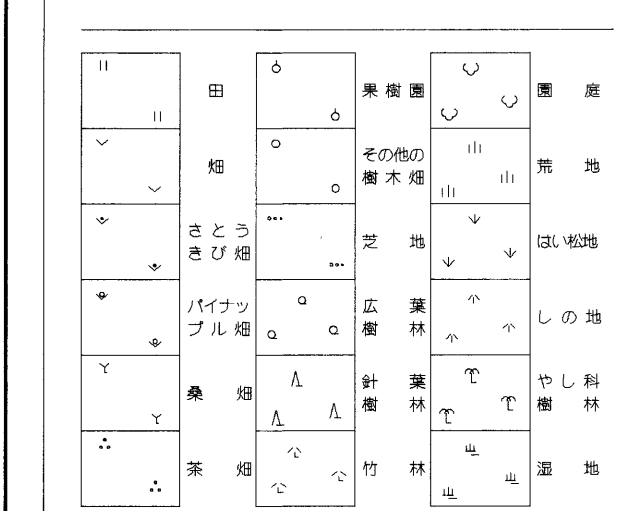 田
畑
さとう
きび畑
パイナッ
プル畑
桑畑
茶畑
果樹園
その他の
樹木畑
芝地
広葉
樹林
針葉
樹林
竹林
園庭
荒地
はい松地
しの地
やし科
樹林
湿地